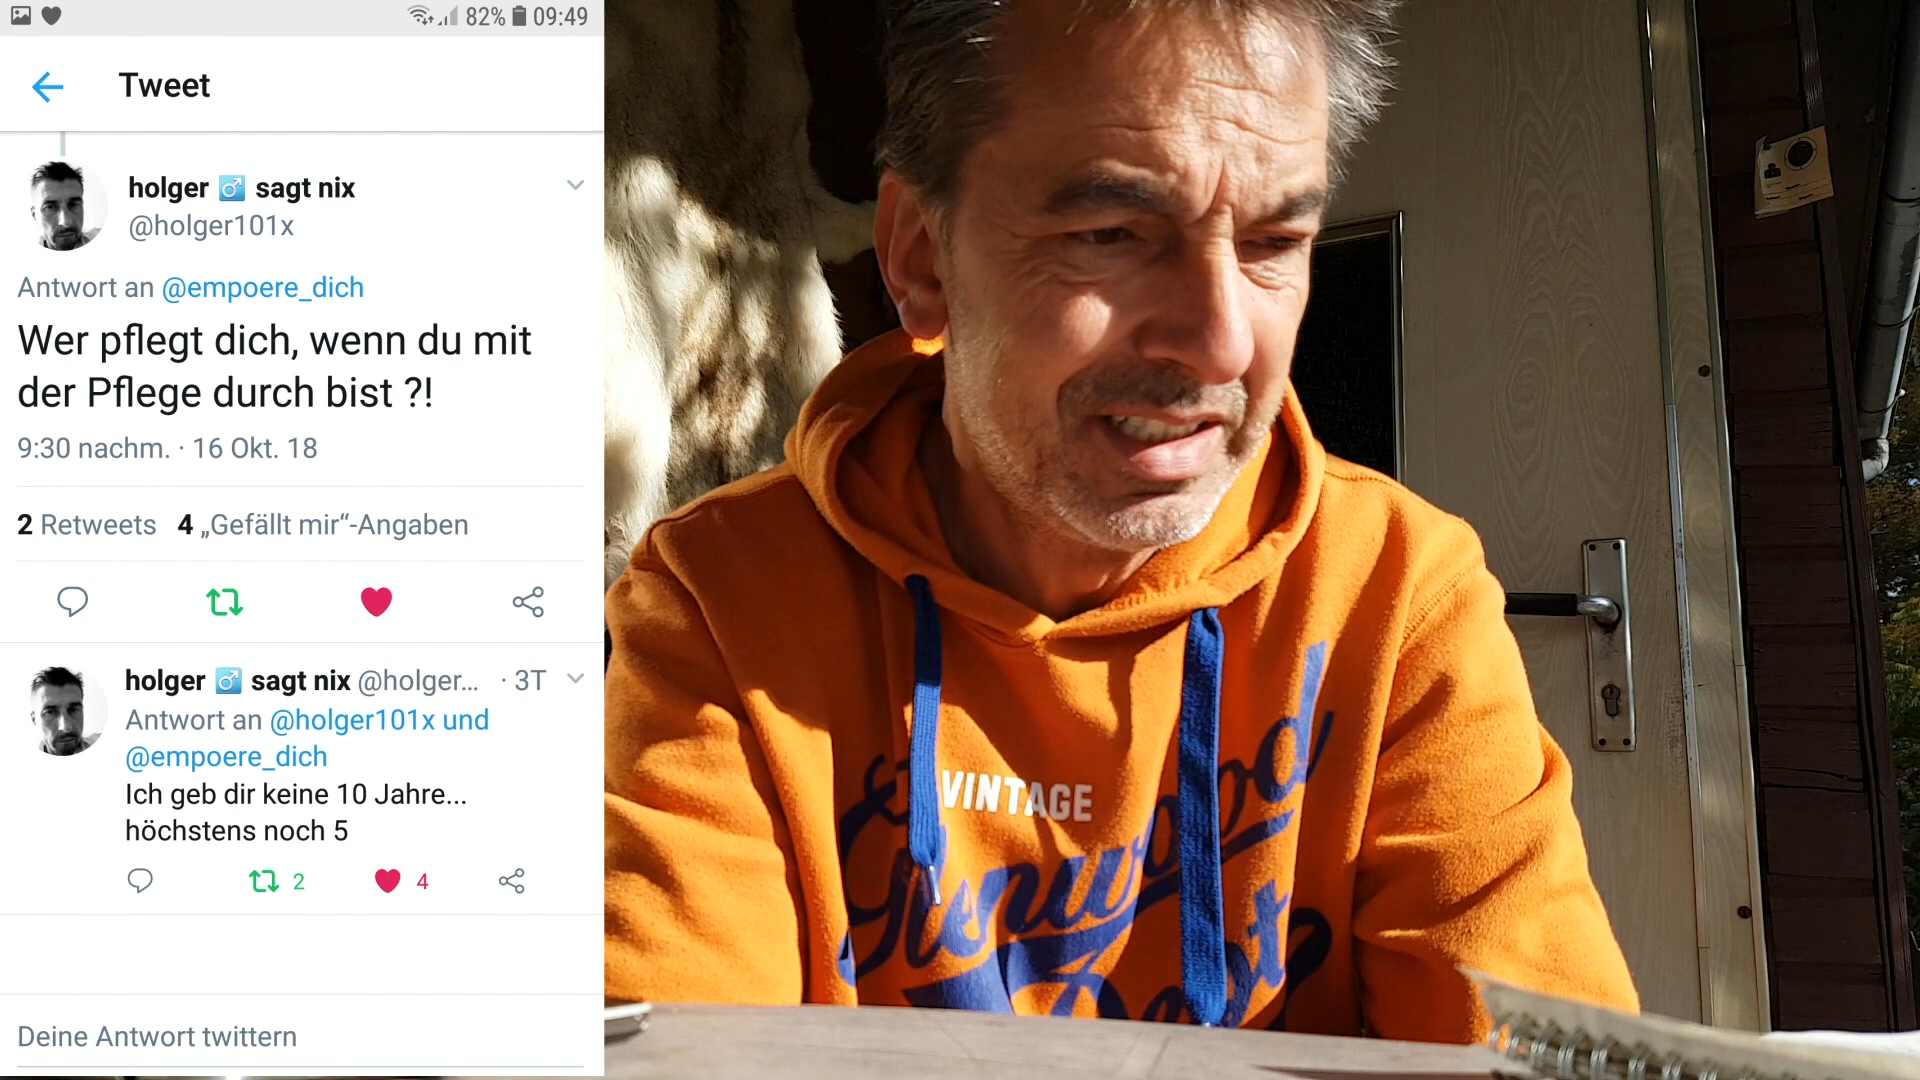 82% 09:49
Tweet
holger ♂ sagt nix
@holger101x
Antwort an @empoere_dich
Wer pflegt dich, wenn du mit
der Pflege durch bist ?!
9:30 nachm. · 16 Okt. 18
2 Retweets 4 „Gefällt mir“-Angaben
holger ♂ sagt nix @holger... · 3T
Antwort an @holger101x und
@empoere_dich
Ich geb dir keine 10 Jahre...
höchstens noch 5
2 4
Deine Antwort twittern
VINTAGE
Glenwood
Dept